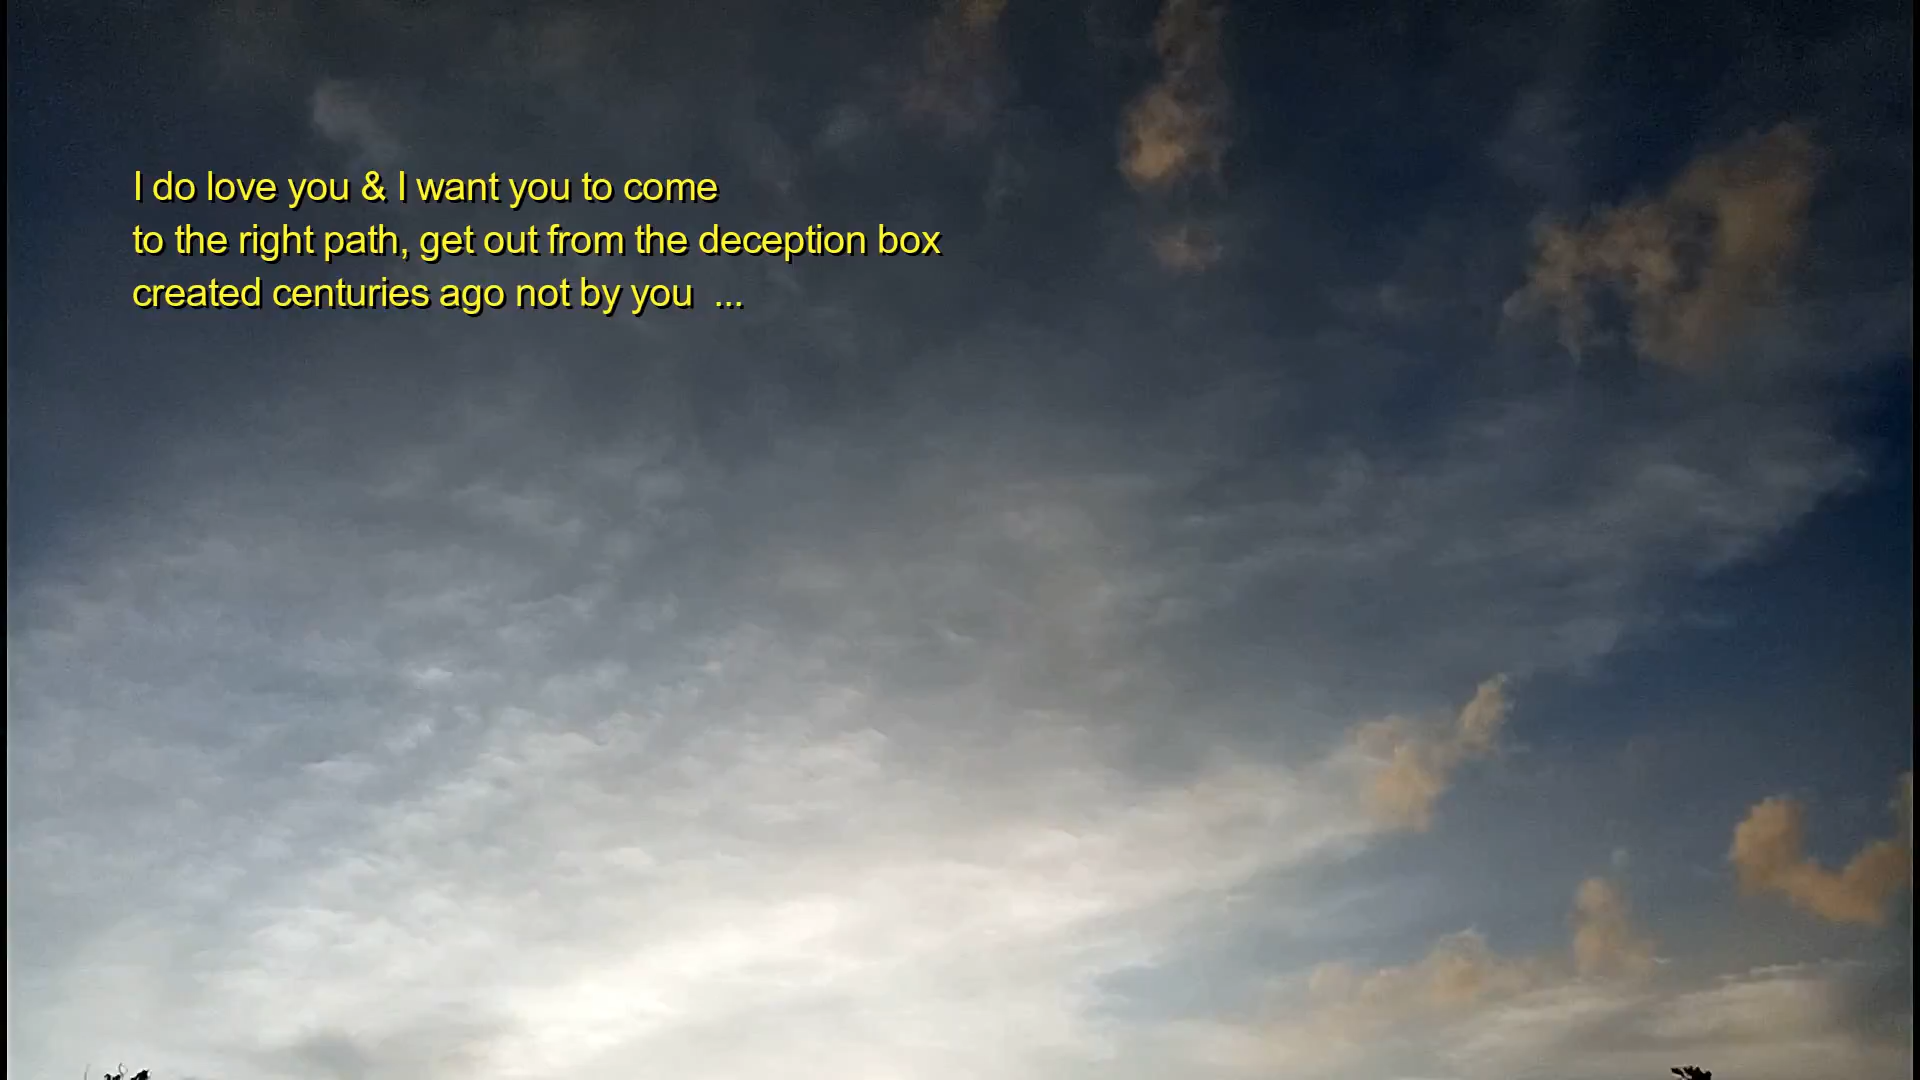 I do love you & I want you to come
to the right path, get out from the deception box
created centuries ago not by you  ...